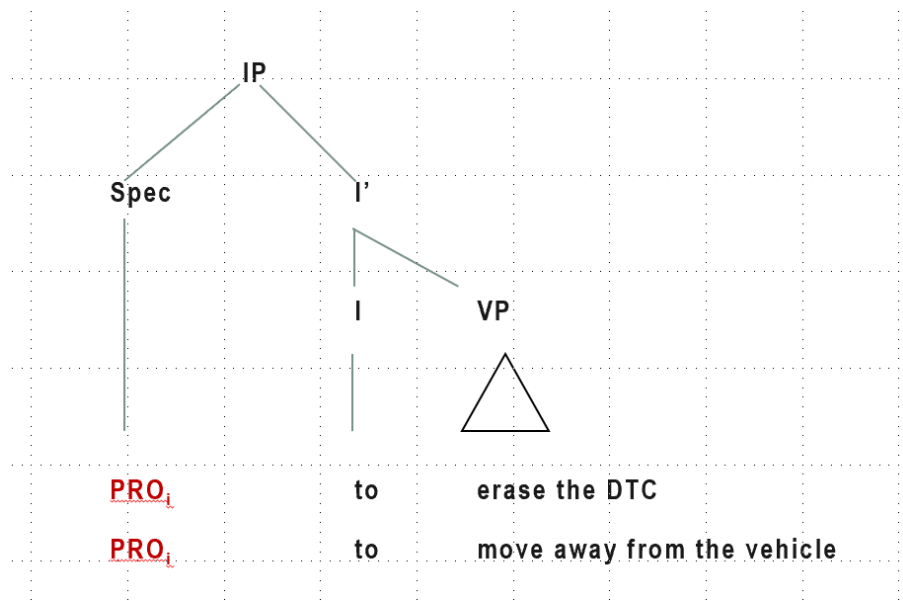 IP
Spec I’
I VP
PROi to erase the DTC
PROi to move away from the vehicle